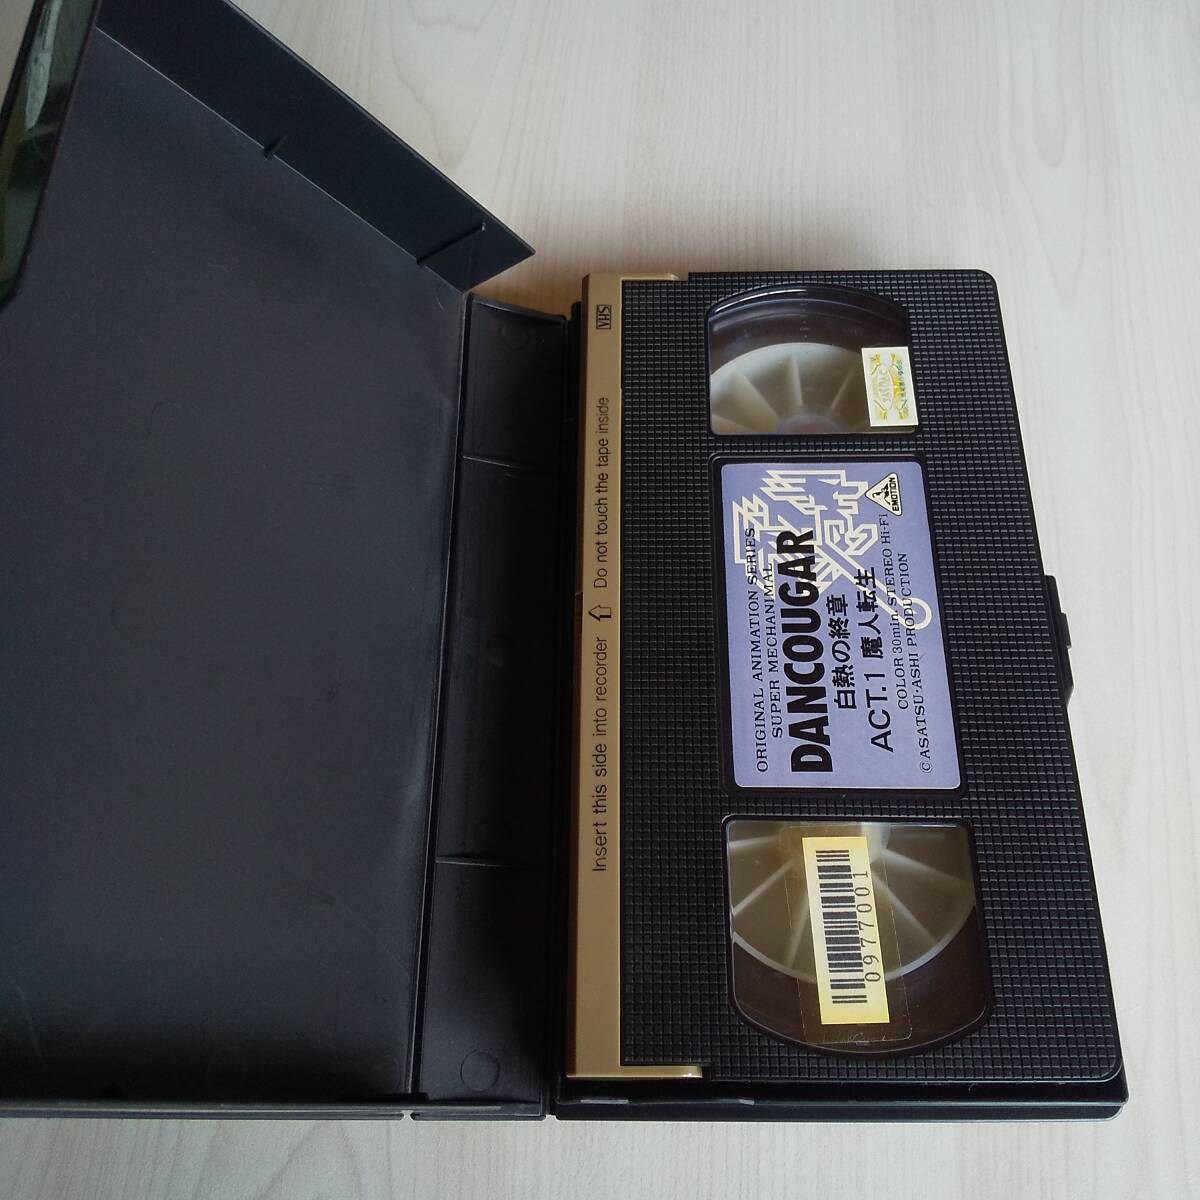 VHS
Insert this side into recorder ⇧ Do not touch the tape inside
ORIGINAL ANIMATION SERIES
SUPER MECHANIMAL
DANCOUGAR
白熱の終章
ACT.1 魔人転生
COLOR 30min. STEREO Hi-Fi
©ASATSU·ASHI PRODUCTION
EMOTION
0977001